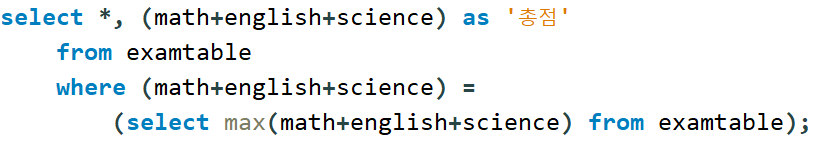 select *, (math+english+science) as '총점'
from examtable
where (math+english+science) =
(select max(math+english+science) from examtable);